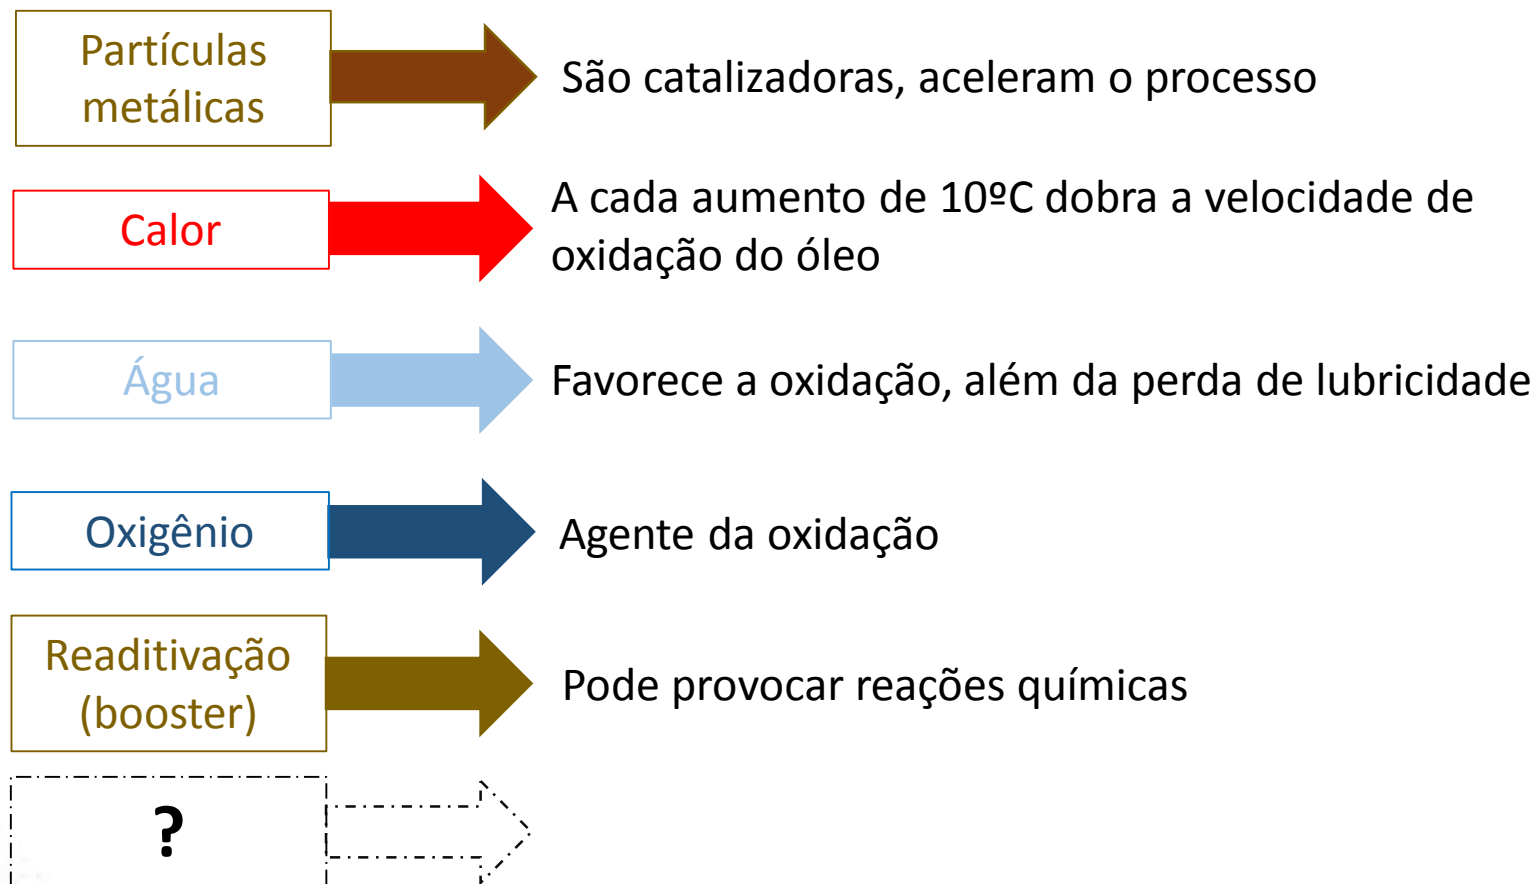 Partículas
metálicas
São catalizadoras, aceleram o processo
Calor
A cada aumento de 10ºC dobra a velocidade de
oxidação do óleo
Água
Favorece a oxidação, além da perda de lubricidade
Oxigênio
Agente da oxidação
Readitivação
(booster)
Pode provocar reações químicas
?